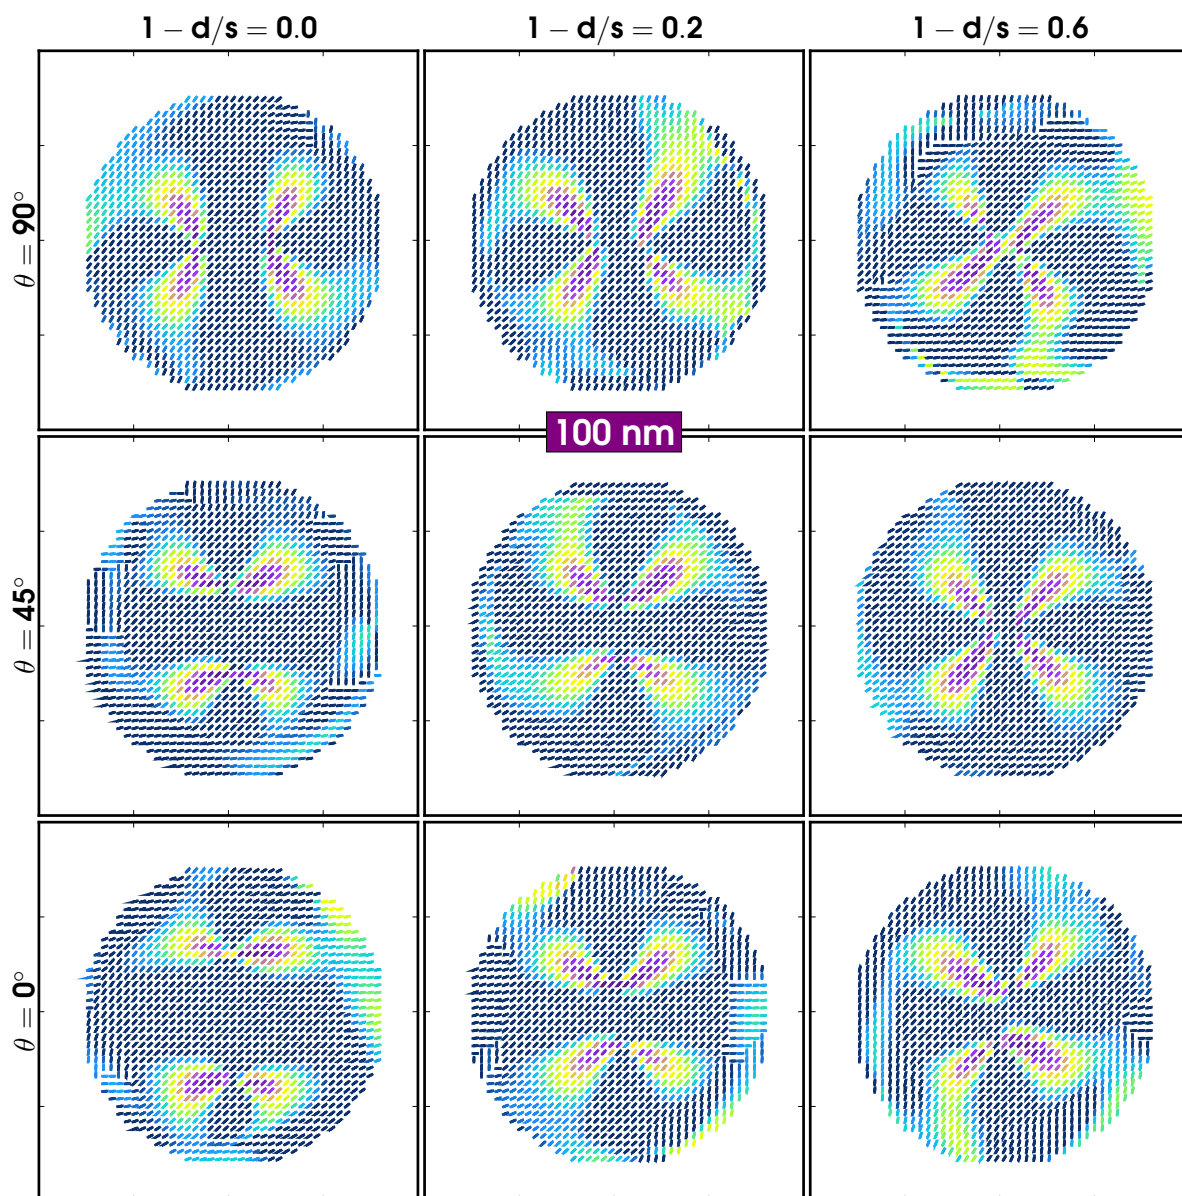 1 − d/s = 0.0
1 − d/s = 0.2
1 − d/s = 0.6
θ = 90°
100 nm
θ = 45°
θ = 0°